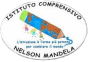 ISTITUTO COMPRENSIVO
L'istruzione è l'arma più potente
per cambiare il mondo
NELSON MANDELA